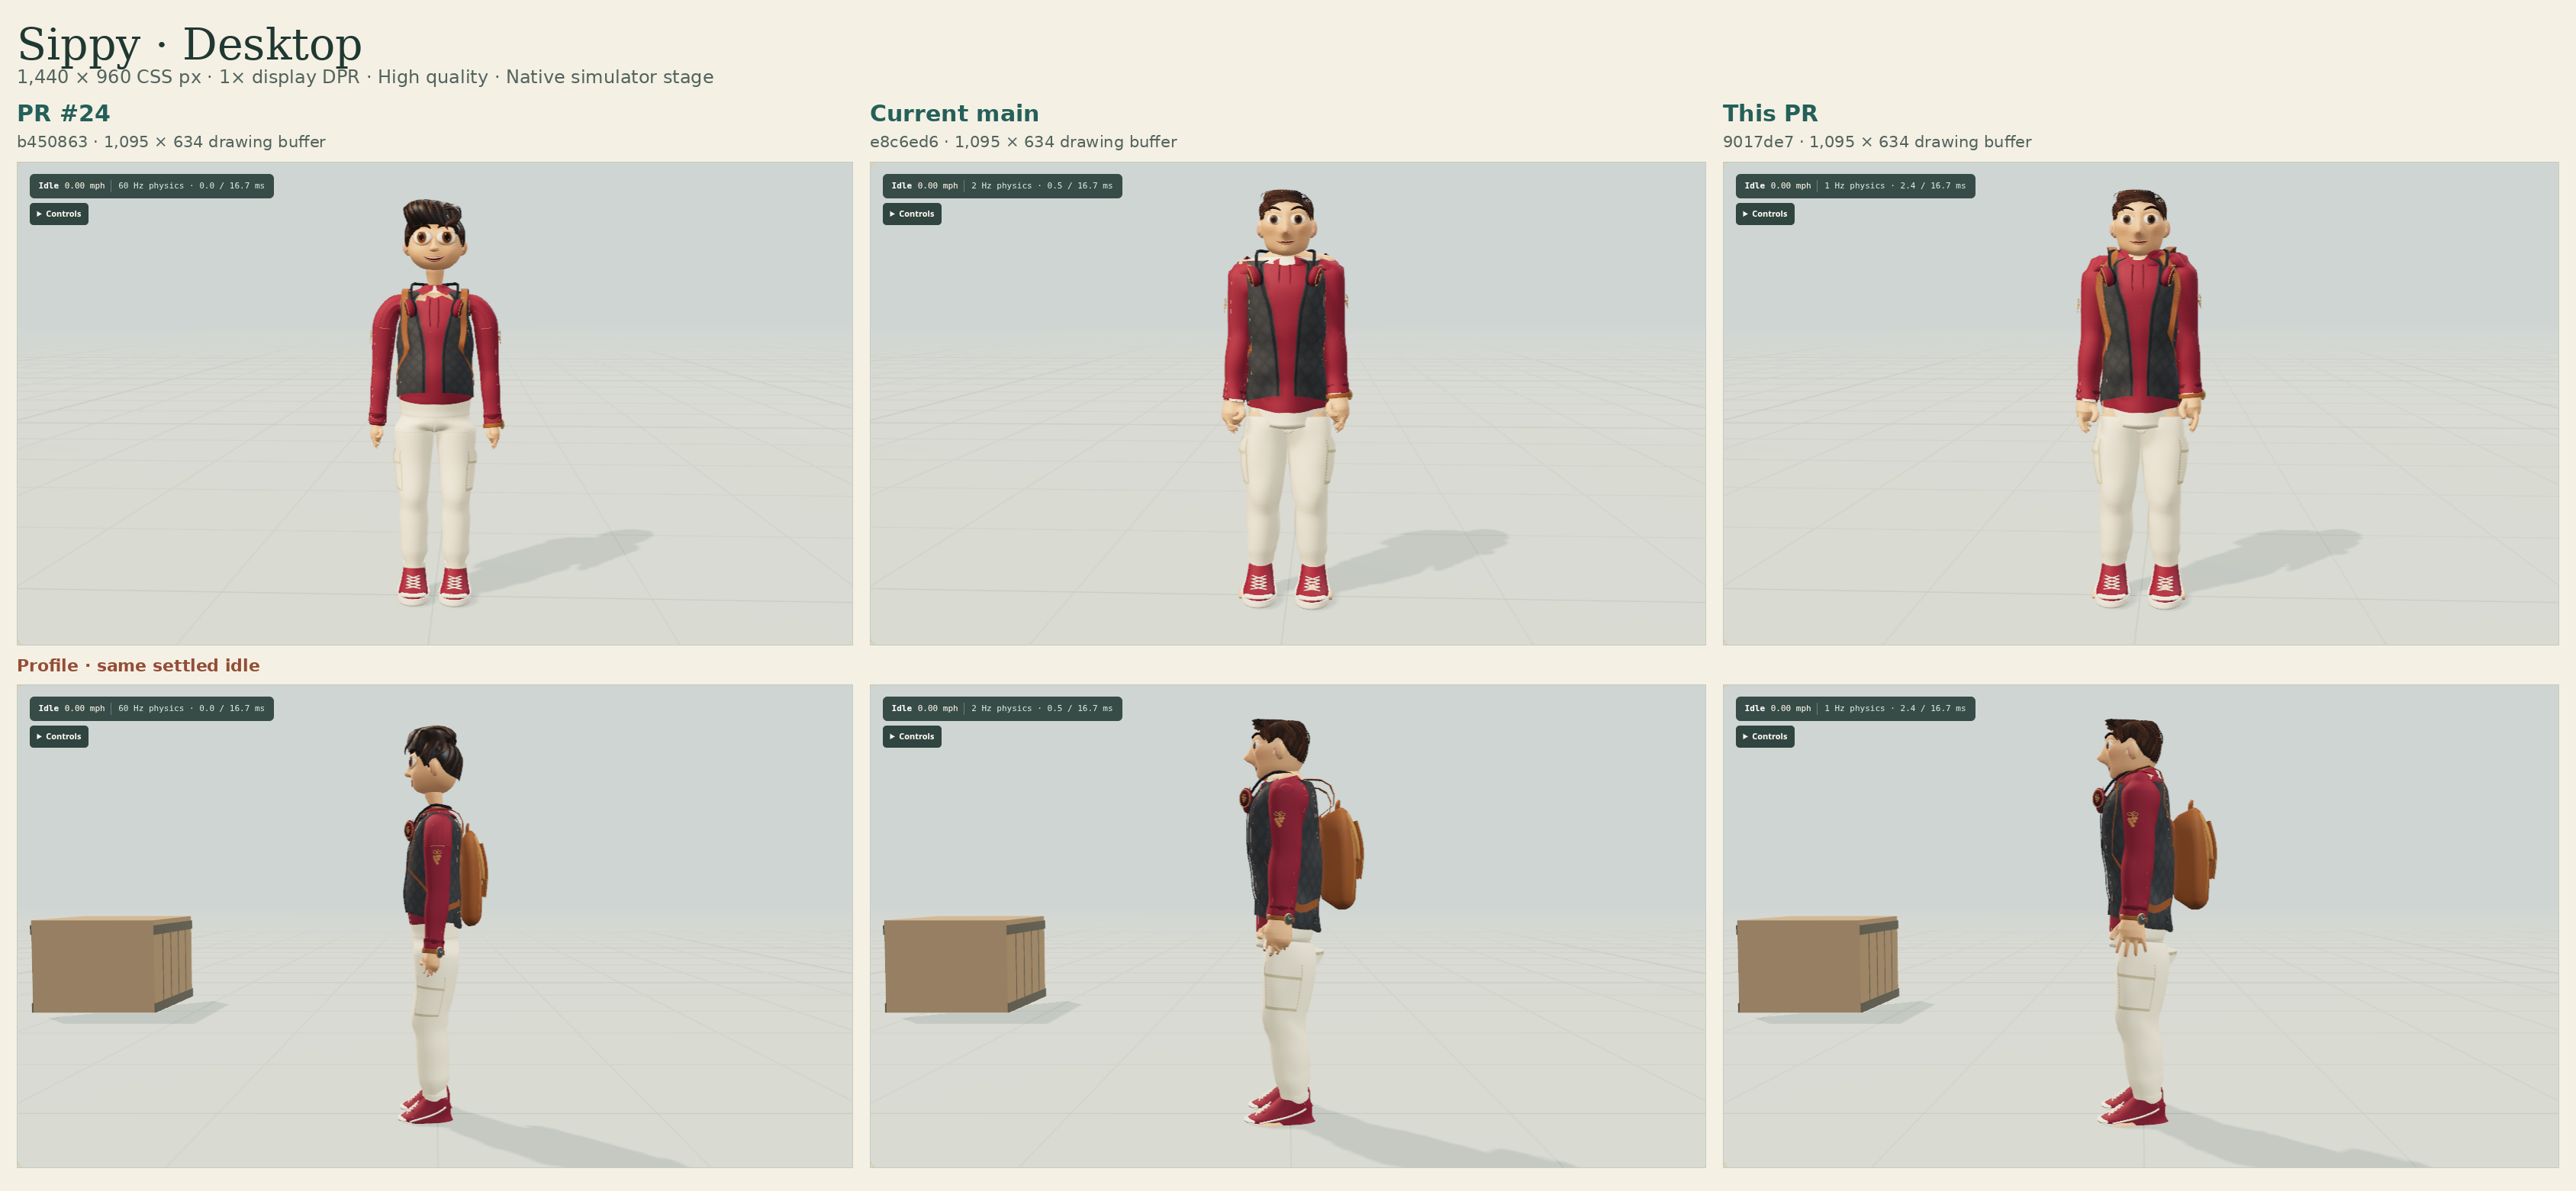 Sippy · Desktop
1,440 × 960 CSS px · 1× display DPR · High quality · Native simulator stage
PR #24
b450863 · 1,095 × 634 drawing buffer
Idle 0.00 mph | 60 Hz physics · 0.0 / 16.7 ms
▶ Controls
Current main
e8c6ed6 · 1,095 × 634 drawing buffer
Idle 0.00 mph | 2 Hz physics · 0.5 / 16.7 ms
▶ Controls
This PR
9017de7 · 1,095 × 634 drawing buffer
Idle 0.00 mph | 1 Hz physics · 2.4 / 16.7 ms
▶ Controls
Profile · same settled idle
Idle 0.00 mph | 60 Hz physics · 0.0 / 16.7 ms
▶ Controls
Idle 0.00 mph | 2 Hz physics · 0.5 / 16.7 ms
▶ Controls
Idle 0.00 mph | 1 Hz physics · 2.4 / 16.7 ms
▶ Controls